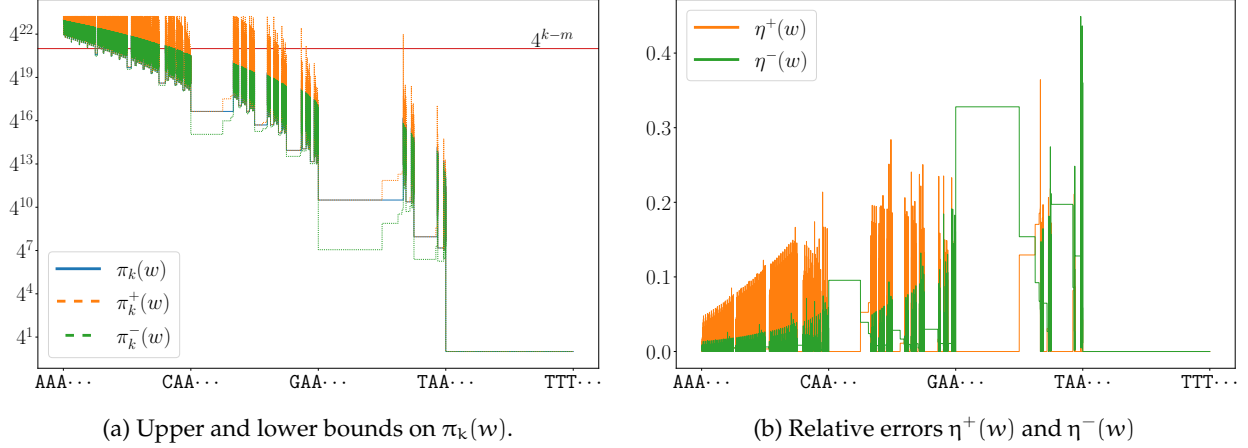 4^22
4^19
4^16
4^13
4^10
4^7
4^4
4^1
4^{k−m}
π_k(w)
π_k^+(w)
π_k^−(w)
AAA··· CAA··· GAA··· TAA··· TTT···
(a) Upper and lower bounds on π_k(w).
0.4
0.3
0.2
0.1
0.0
η^+(w)
η^−(w)
AAA··· CAA··· GAA··· TAA··· TTT···
(b) Relative errors η^+(w) and η^−(w)